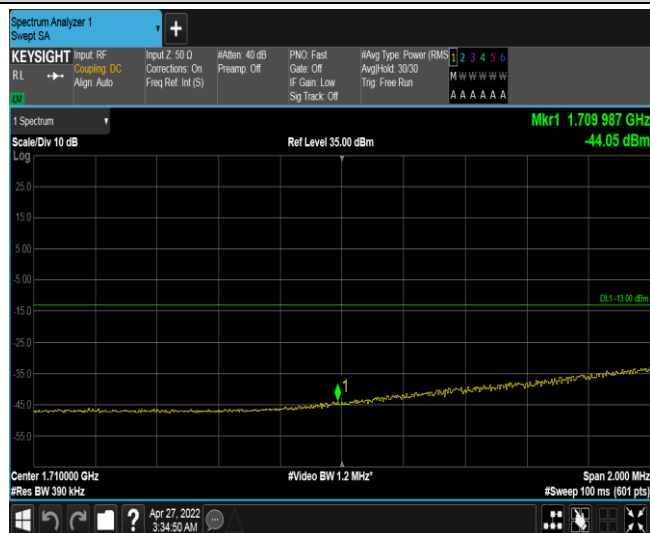 Spectrum Analyzer 1
Swept SA
+
KEYSIGHT
RL
LXI
Input: RF
Coupling: DC
Align: Auto
Input Z: 50 Ω
Corrections: On
Freq Ref: Int (S)
#Atten: 40 dB
Preamp: Off
PNO: Fast
Gate: Off
IF Gain: Low
Sig Track: Off
#Avg Type: Power (RMS
Avg|Hold: 30/30
Trig: Free Run
1 2 3 4 5 6
M W W W W W
A A A A A A
1 Spectrum
Mkr1 1.709 987 GHz
Scale/Div 10 dB
Ref Level 35.00 dBm
-44.05 dBm
Log
25.0
15.0
5.00
-5.00
DL1 -13.00 dBm
-15.0
-25.0
-35.0
1
-45.0
-55.0
Center 1.710000 GHz
#Video BW 1.2 MHz*
Span 2.000 MHz
#Res BW 390 kHz
#Sweep 100 ms (601 pts)
?
Apr 27, 2022
3:34:50 AM